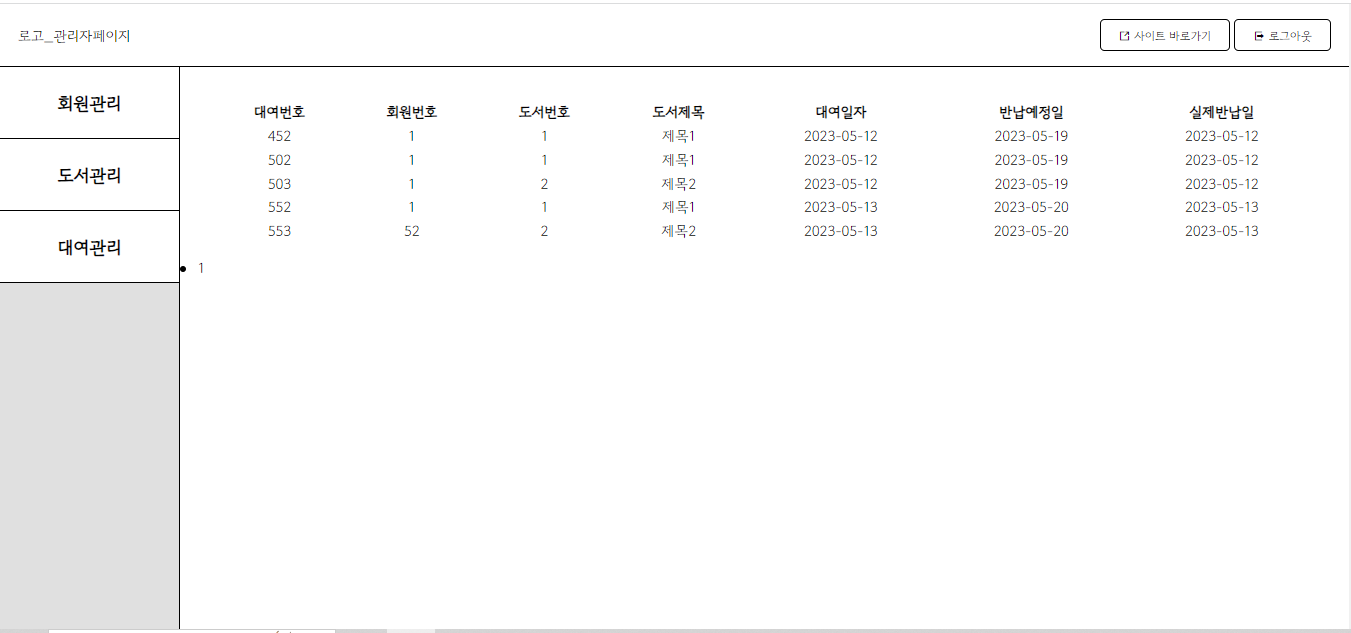 로고_관리자페이지 사이트 바로가기 로그아웃
회원관리
도서관리
대여관리
대여번호 회원번호 도서번호 도서제목 대여일자 반납예정일 실제반납일
452 1 1 제목1 2023-05-12 2023-05-19 2023-05-12
502 1 1 제목1 2023-05-12 2023-05-19 2023-05-12
503 1 2 제목2 2023-05-12 2023-05-19 2023-05-12
552 1 1 제목1 2023-05-13 2023-05-20 2023-05-13
553 52 2 제목2 2023-05-13 2023-05-20 2023-05-13
• 1